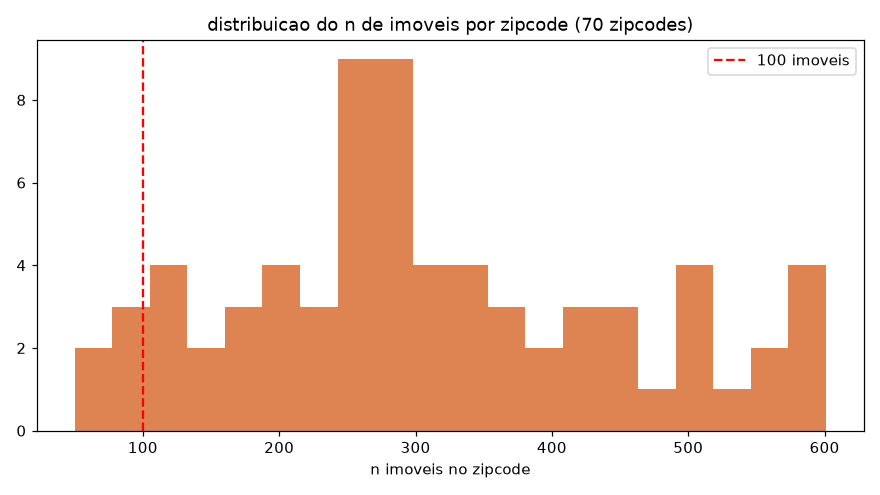 distribuicao do n de imoveis por zipcode (70 zipcodes)
100 imoveis
8
6
4
2
0
100 200 300 400 500 600
n imoveis no zipcode